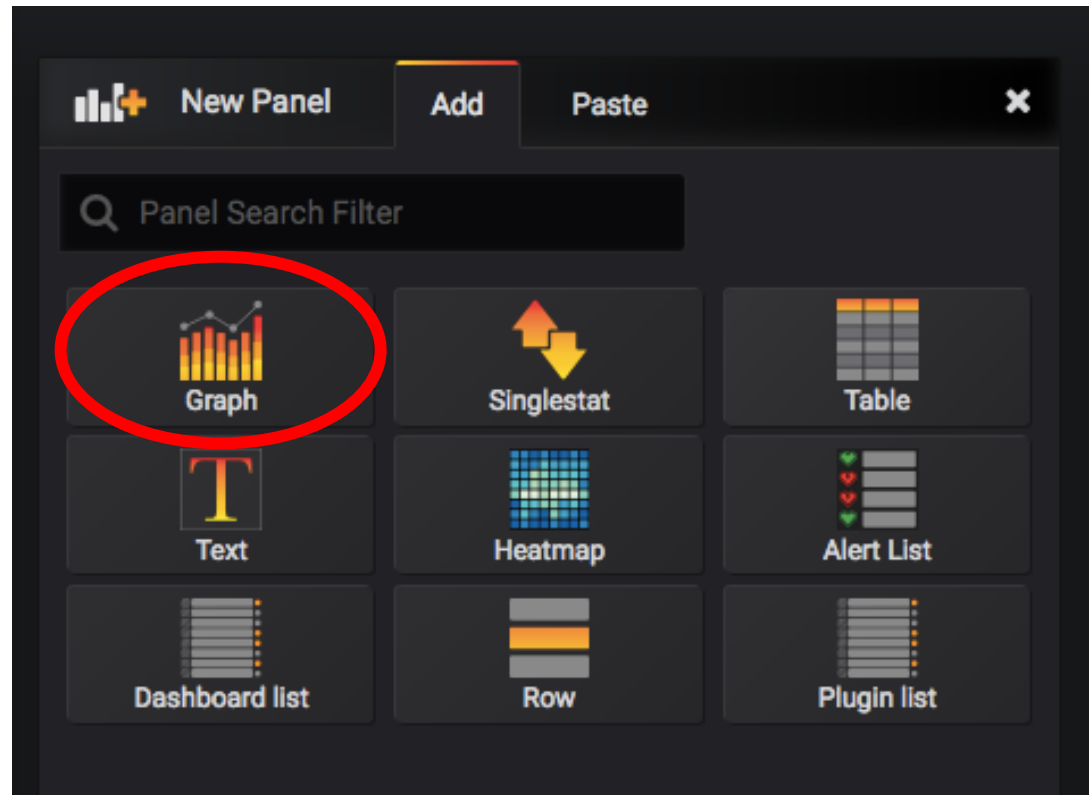 New Panel Add Paste
Panel Search Filter
Graph Singlestat Table
Text Heatmap Alert List
Dashboard list Row Plugin list